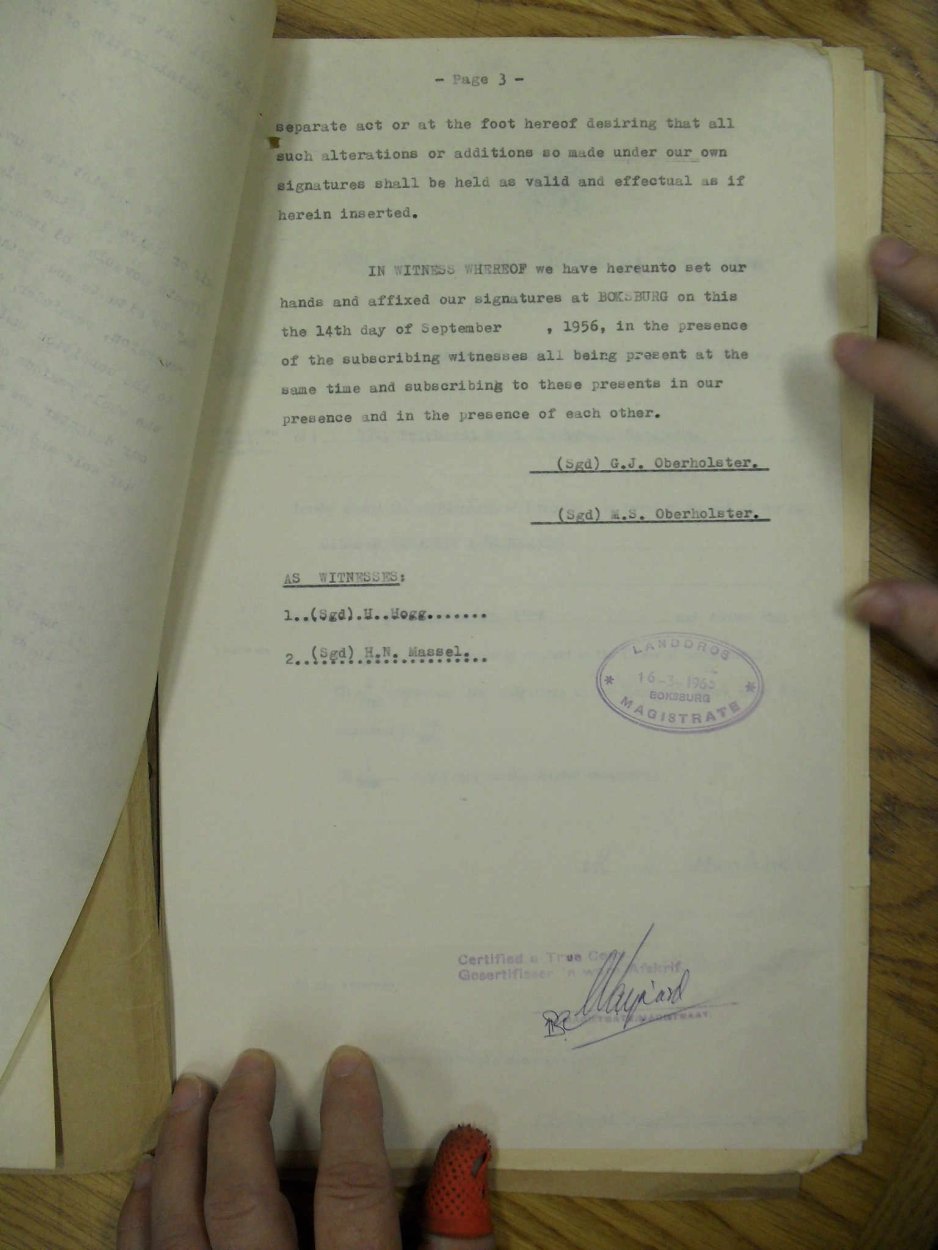 - Page 3 -
separate act or at the foot hereof desiring that all
such alterations or additions so made under our own
signatures shall be held as valid and effectual as if
herein inserted.
IN WITNESS WHEREOF we have hereunto set our
hands and affixed our signatures at BOKSBURG on this
the 14th day of September , 1956, in the presence
of the subscribing witnesses all being present at the
same time and subscribing to these presents in our
presence and in the presence of each other.
(Sgd) G.J. Oberholster.
(Sgd) M.S. Oberholster.
AS WITNESSES:
1..(Sgd). .Hogg.......
2..(Sgd) H.N. Massel.
LANDDROS
BOKSBURG
MAGISTRATE
Certified a True
Gesertifiseer 'n Afskrif